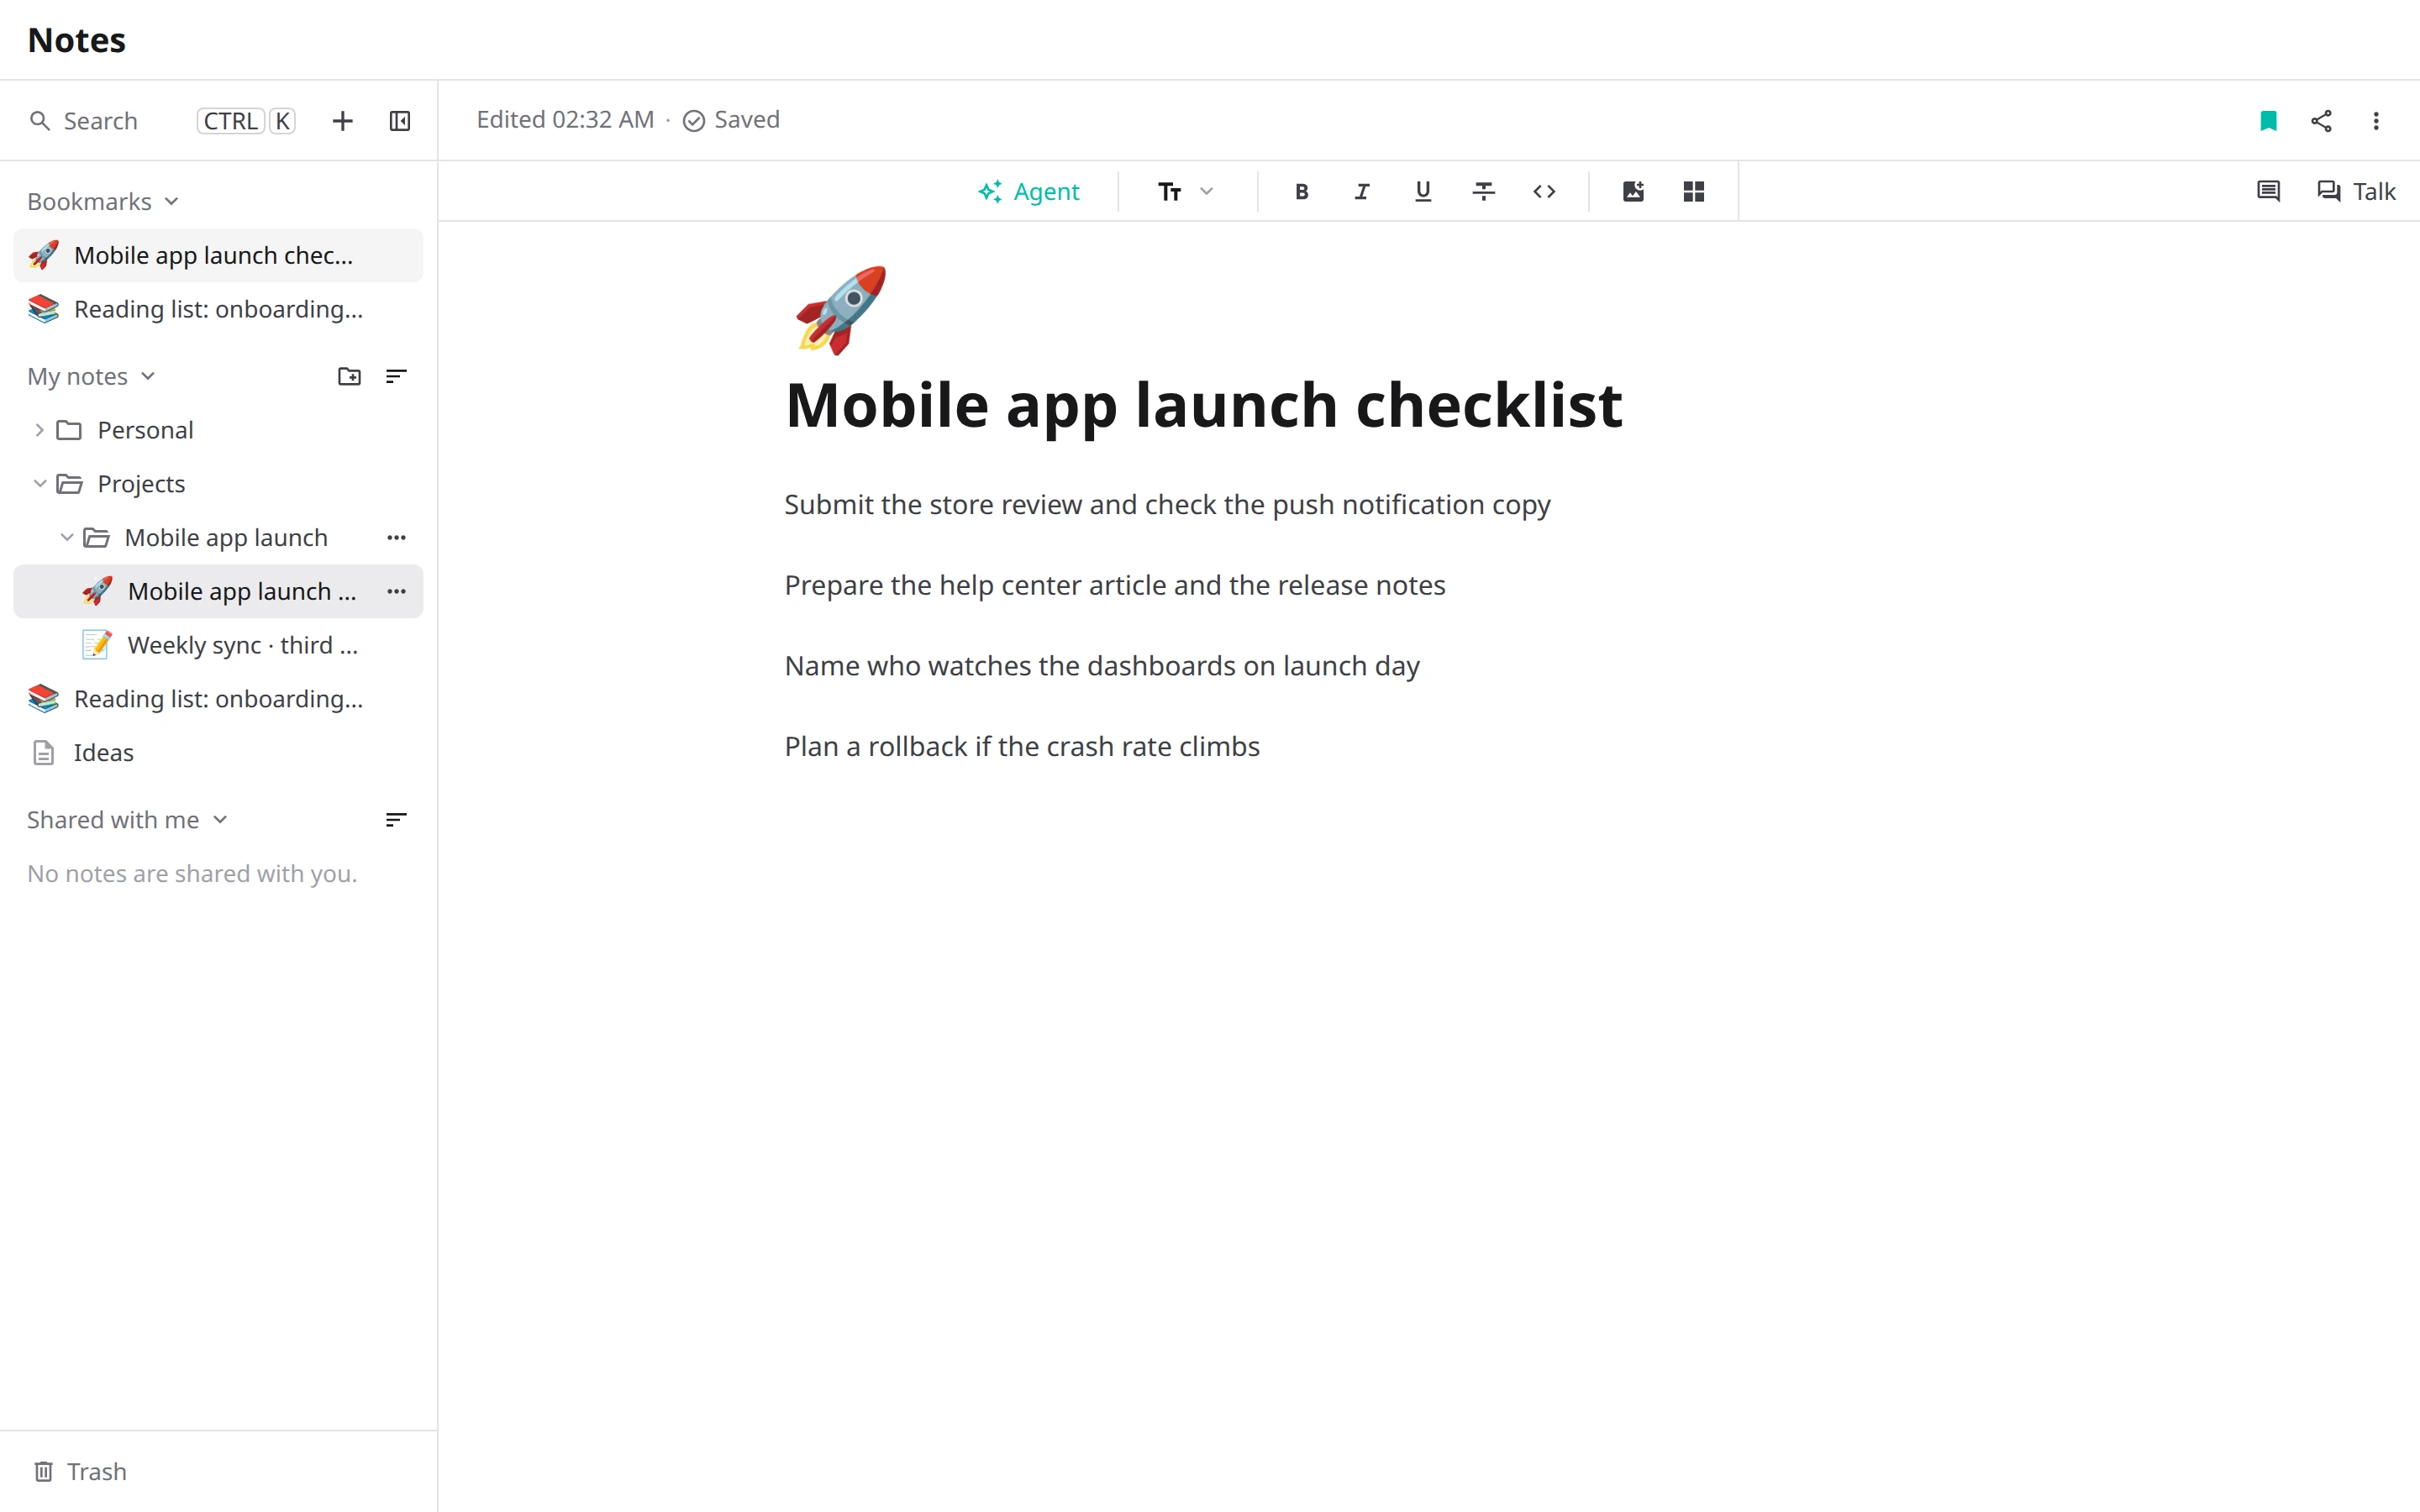 Notes
Search CTRL K
Edited 02:32 AM · Saved
Agent
Talk
Bookmarks
Mobile app launch chec...
Reading list: onboarding...
My notes
Personal
Projects
Mobile app launch
Mobile app launch ...
Weekly sync · third ...
Reading list: onboarding...
Ideas
Shared with me
No notes are shared with you.
Trash
Mobile app launch checklist
Submit the store review and check the push notification copy
Prepare the help center article and the release notes
Name who watches the dashboards on launch day
Plan a rollback if the crash rate climbs